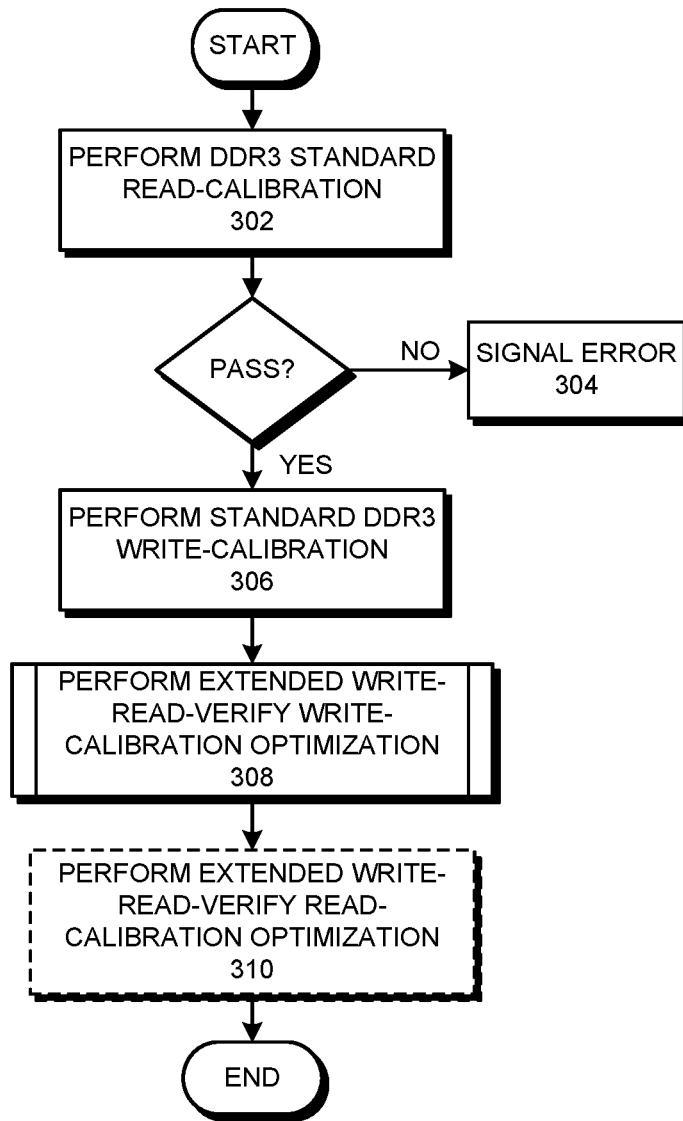 START
PERFORM DDR3 STANDARD
READ-CALIBRATION
302
PASS?
NO
SIGNAL ERROR
304
YES
PERFORM STANDARD DDR3
WRITE-CALIBRATION
306
PERFORM EXTENDED WRITE-
READ-VERIFY WRITE-
CALIBRATION OPTIMIZATION
308
PERFORM EXTENDED WRITE-
READ-VERIFY READ-
CALIBRATION OPTIMIZATION
310
END